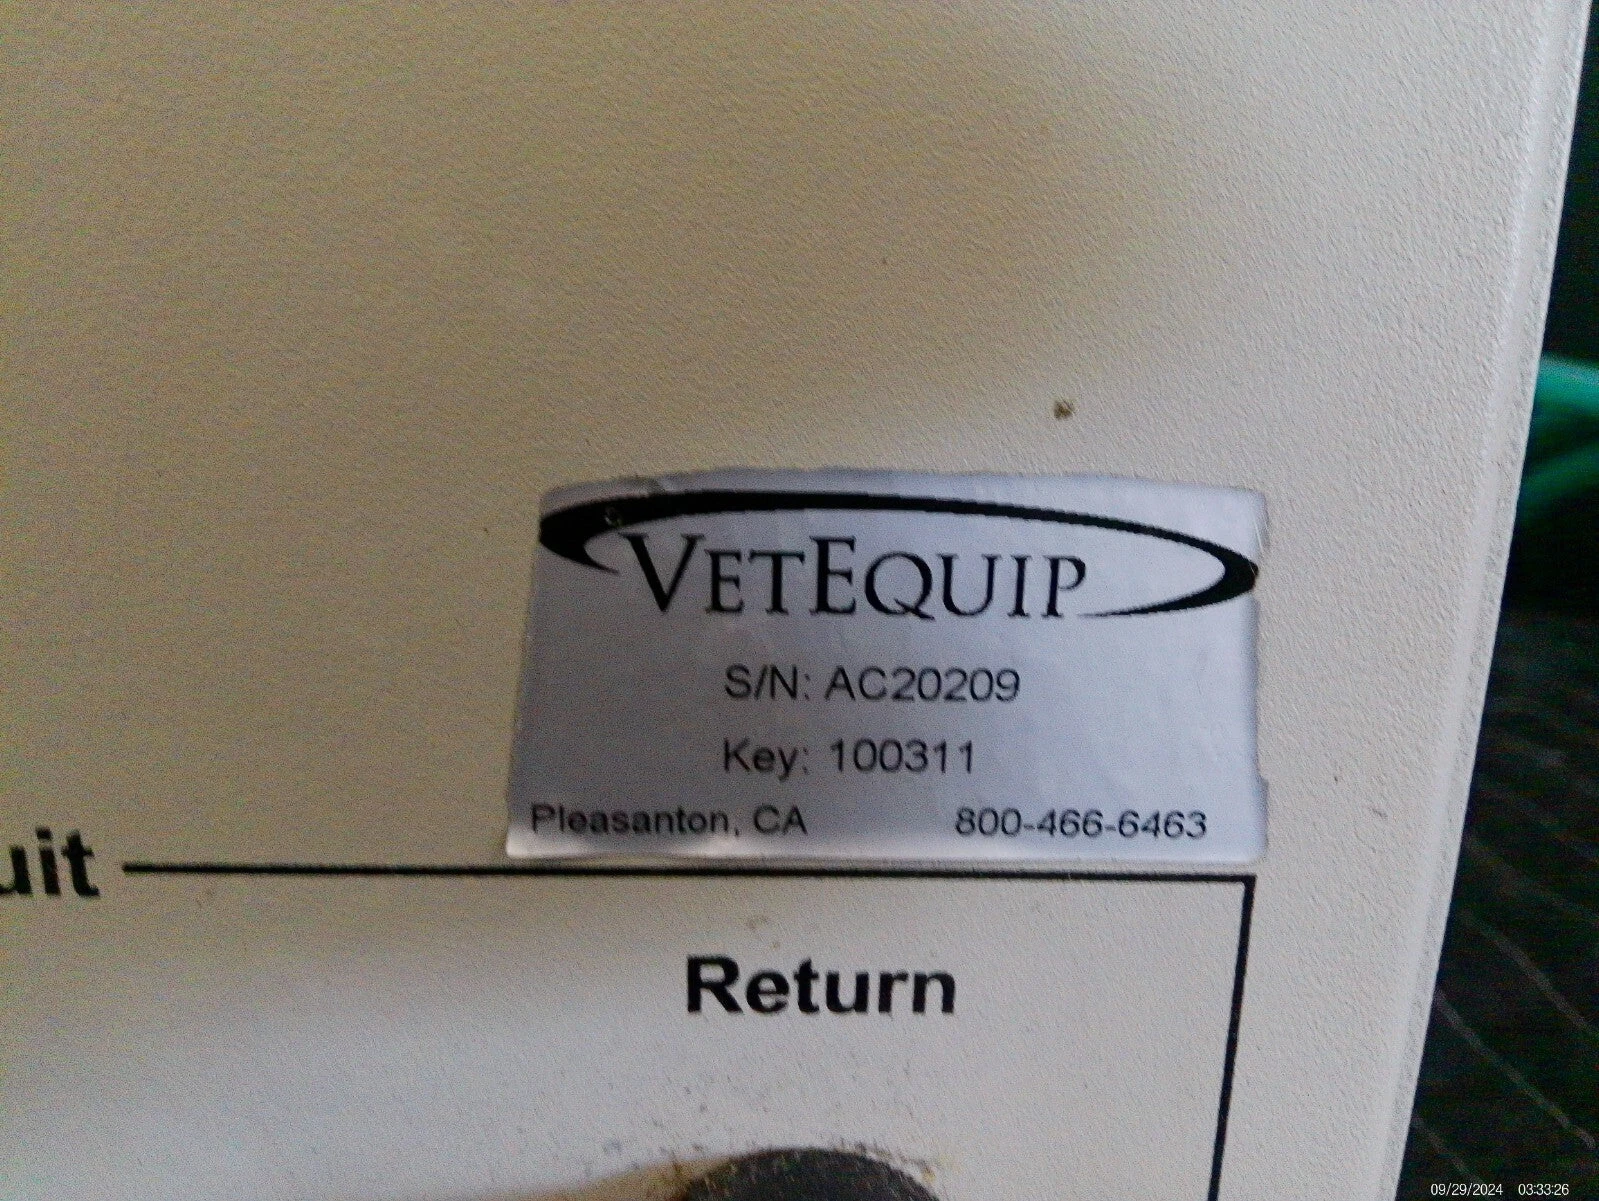 VETEQUIP
S/N: AC20209
Key: 100311
Pleasanton, CA 800-466-6463
uit
Return
09/29/2024 03:33:26